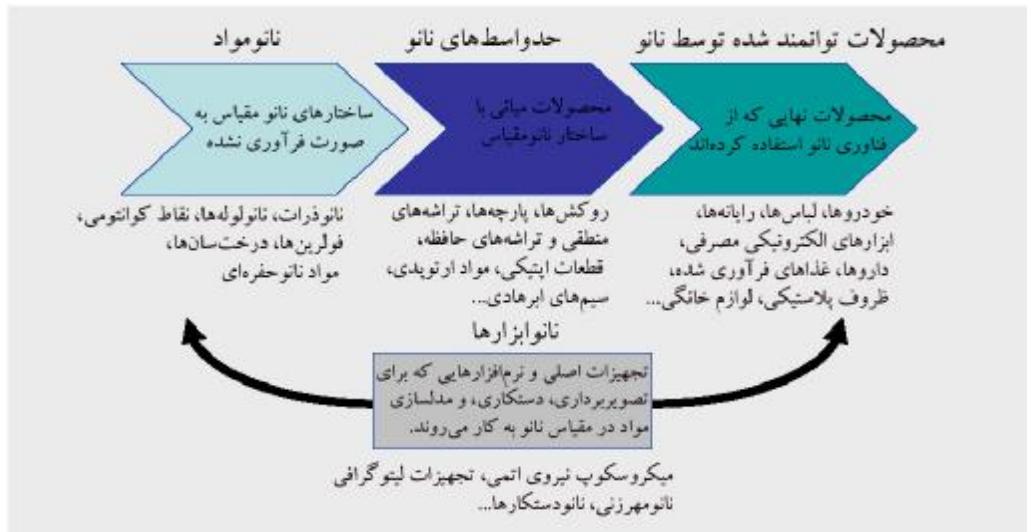 نانومواد
ساختارهای نانو مقیاس به
صورت فرآوری نشده
نانوذرات، نانولوله‌ها، نقاط کوانتومی،
فولرین‌ها، درخت‌سان‌ها،
مواد نانوحفره‌ای
حدواسط‌های نانو
محصولات میانی با
ساختار نانومقیاس
روکش‌ها، پارچه‌ها، تراشه‌های
منطقی و تراشه‌های حافظه،
قطعات اپتیکی، مواد ارتوپدی،
سیم‌های ابرهادی...
محصولات توانمند شده توسط نانو
محصولات نهایی که از
فناوری نانو استفاده کرده‌اند
خودروها، لباس‌ها، رایانه‌ها،
ابزارهای الکترونیکی مصرفی،
داروها، غذاهای فرآوری شده،
ظروف پلاستیکی، لوازم خانگی...
نانوابزارها
تجهیزات اصلی و نرم‌افزارهایی که برای
تصویربرداری، دستکاری، و مدلسازی
مواد در مقیاس نانو به کار می‌روند.
میکروسکوپ نیروی اتمی، تجهیزات لیتوگرافی
نانومهرزنی، نانودستکارها...